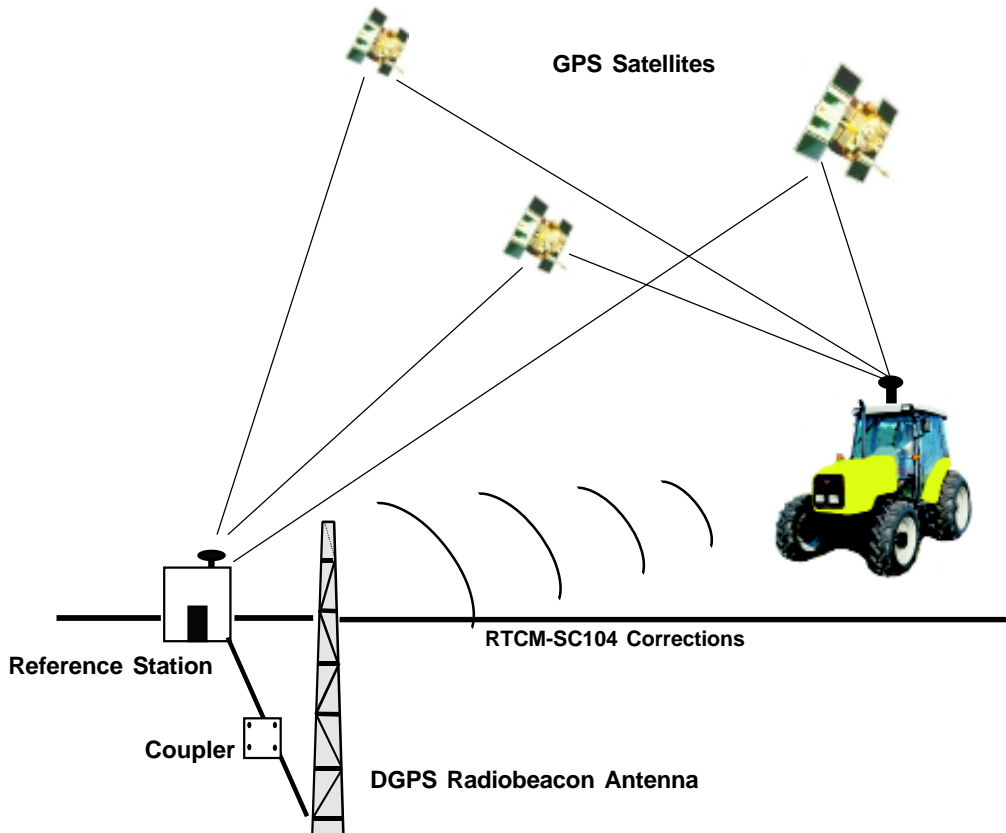 GPS Satellites
RTCM-SC104 Corrections
Reference Station
Coupler
DGPS Radiobeacon Antenna